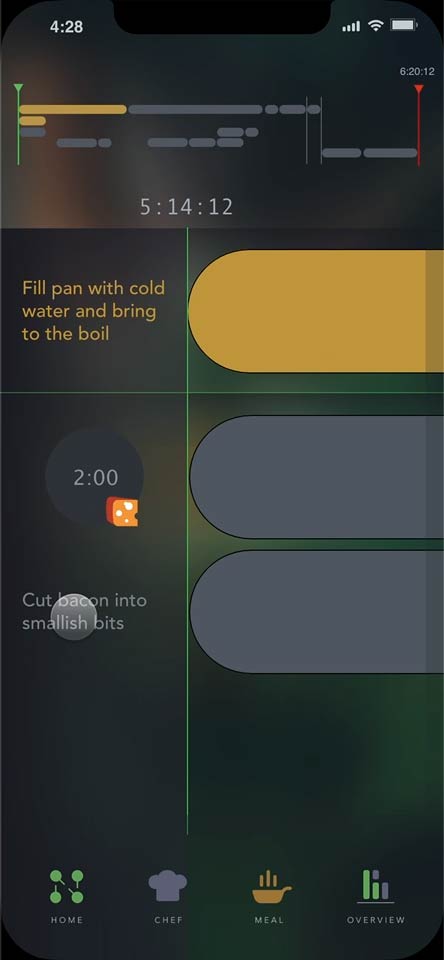 4:28
6:20:12
5:14:12
Fill pan with cold
water and bring
to the boil
2:00
Cut bacon into
smallish bits
HOME
CHEF
MEAL
OVERVIEW